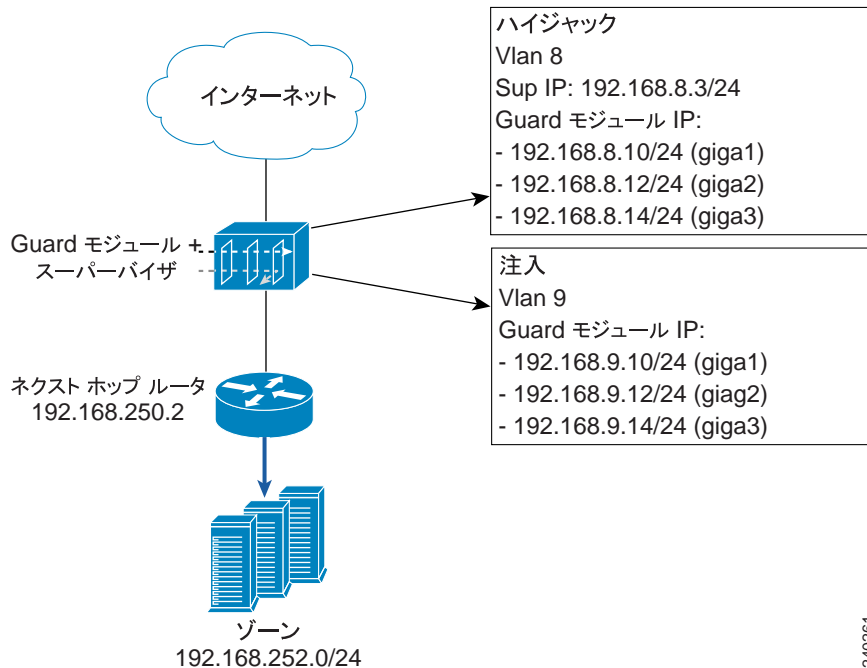 インターネット
Guard モジュール +
スーパーバイザ
ネクスト ホップ ルータ
192.168.250.2
ゾーン
192.168.252.0/24
ハイジャック
Vlan 8
Sup IP: 192.168.8.3/24
Guard モジュール IP:
- 192.168.8.10/24 (giga1)
- 192.168.8.12/24 (giga2)
- 192.168.8.14/24 (giga3)
注入
Vlan 9
Guard モジュール IP:
- 192.168.9.10/24 (giga1)
- 192.168.9.12/24 (giag2)
- 192.168.9.14/24 (giga3)